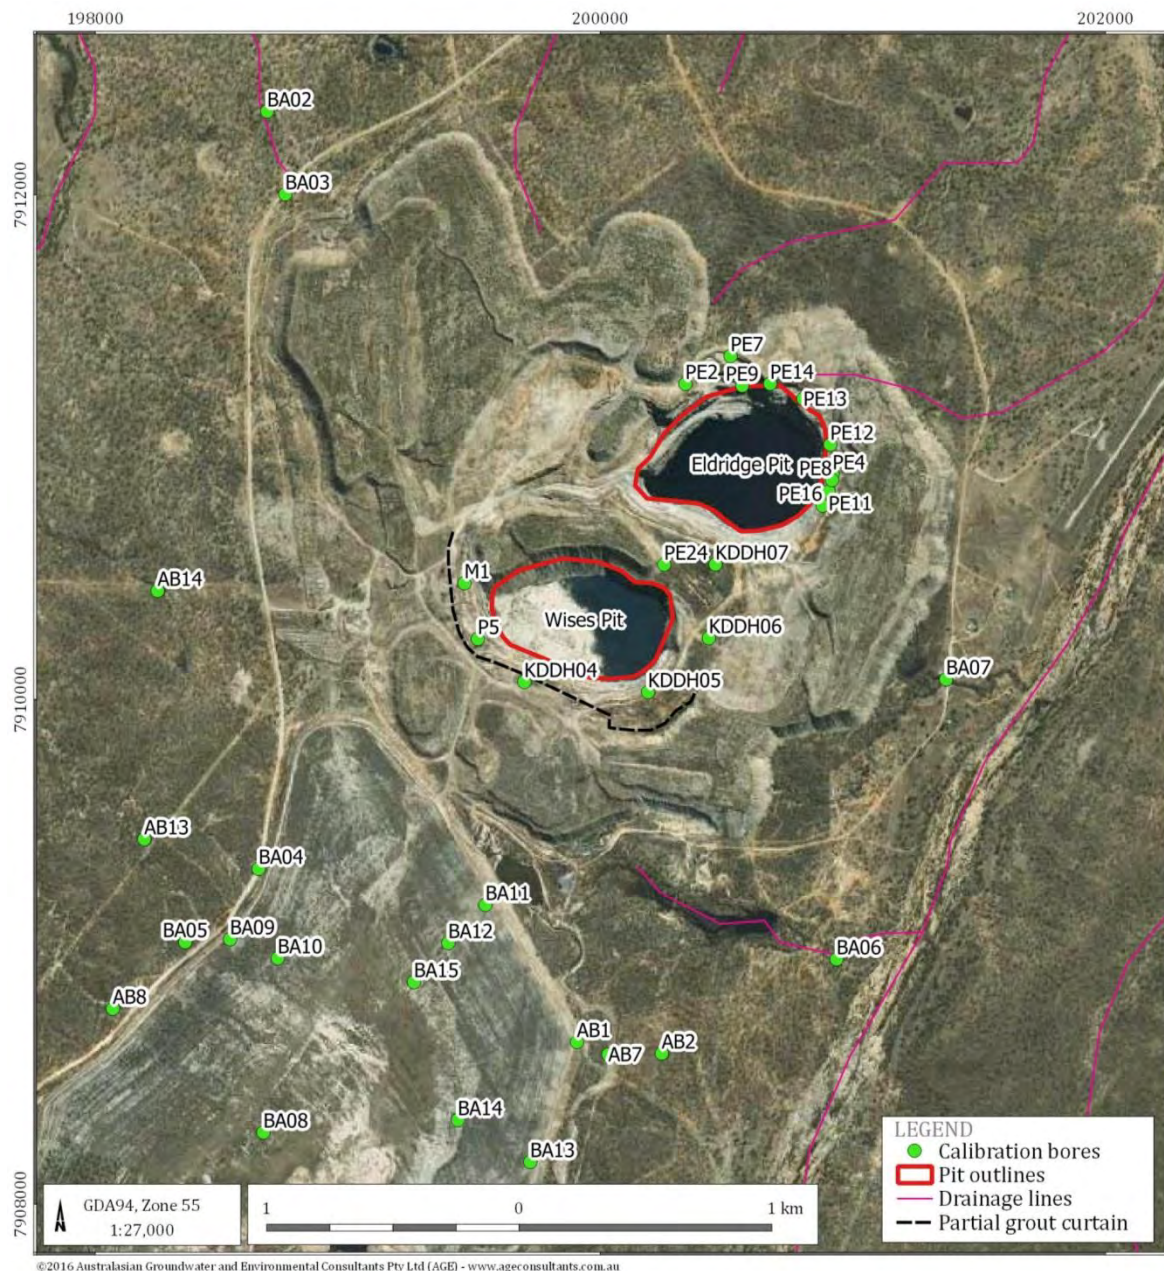 198000
200000
202000
7912000
7910000
7908000
BA02
BA03
PE7
PE2
PE9
PE14
PE13
PE12
Eldridge Pit
PE8
PE4
PE16
PE11
PE24
KDDH07
AB14
M1
Wises Pit
P5
KDDH06
KDDH04
KDDH05
BA07
AB13
BA04
BA11
BA05
BA09
BA12
BA10
BA06
BA15
AB8
AB1
AB7
AB2
BA14
BA08
BA13
LEGEND
Calibration bores
Pit outlines
Drainage lines
Partial grout curtain
N
GDA94, Zone 55
1:27,000
1 0 1 km
©2016 Australasian Groundwater and Environmental Consultants Pty Ltd (AGE) - www.ageconsultants.com.au